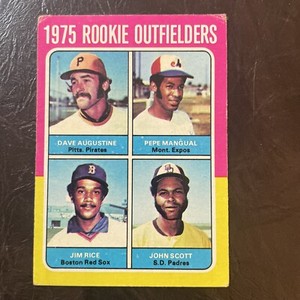 1975 ROOKIE OUTFIELDERS
DAVE AUGUSTINE
Pitts. Pirates
PEPE MANGUAL
Mont. Expos
JIM RICE
Boston Red Sox
JOHN SCOTT
S.D. Padres